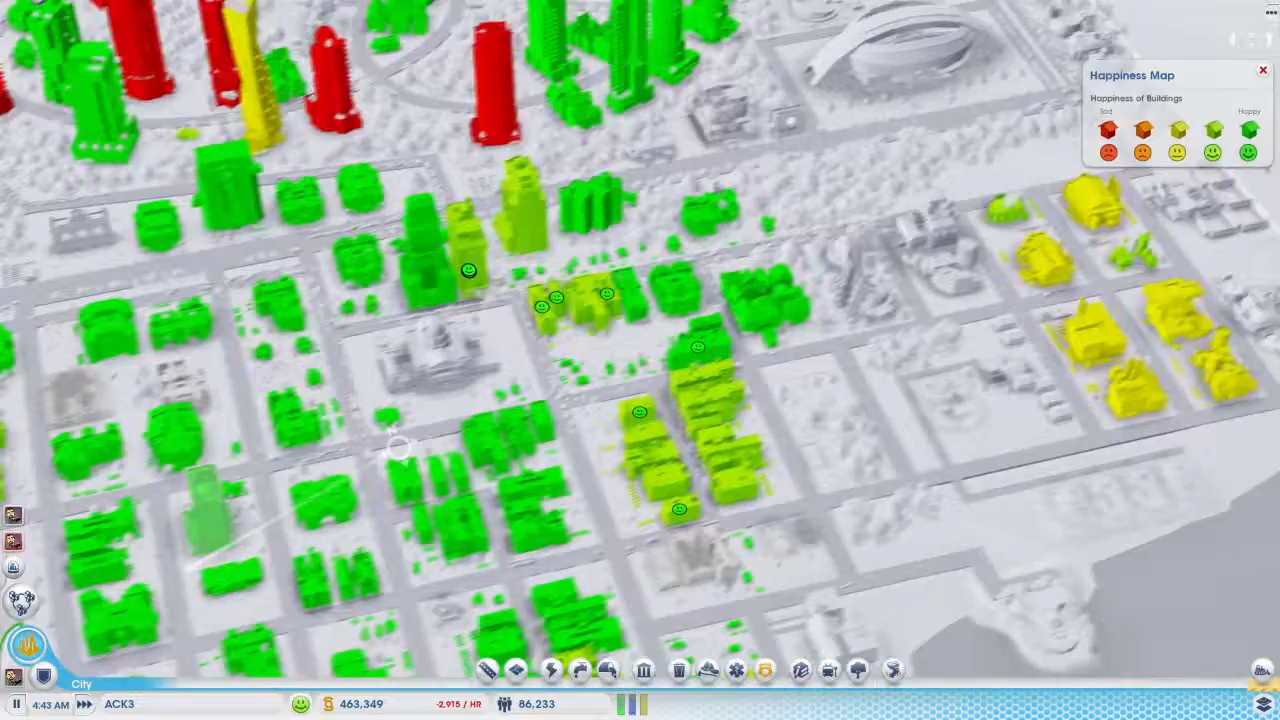 Happiness Map
Happiness of Buildings
Sad Happy
City
4:43 AM ACK3 463,349 -2,915 / HR 86,233